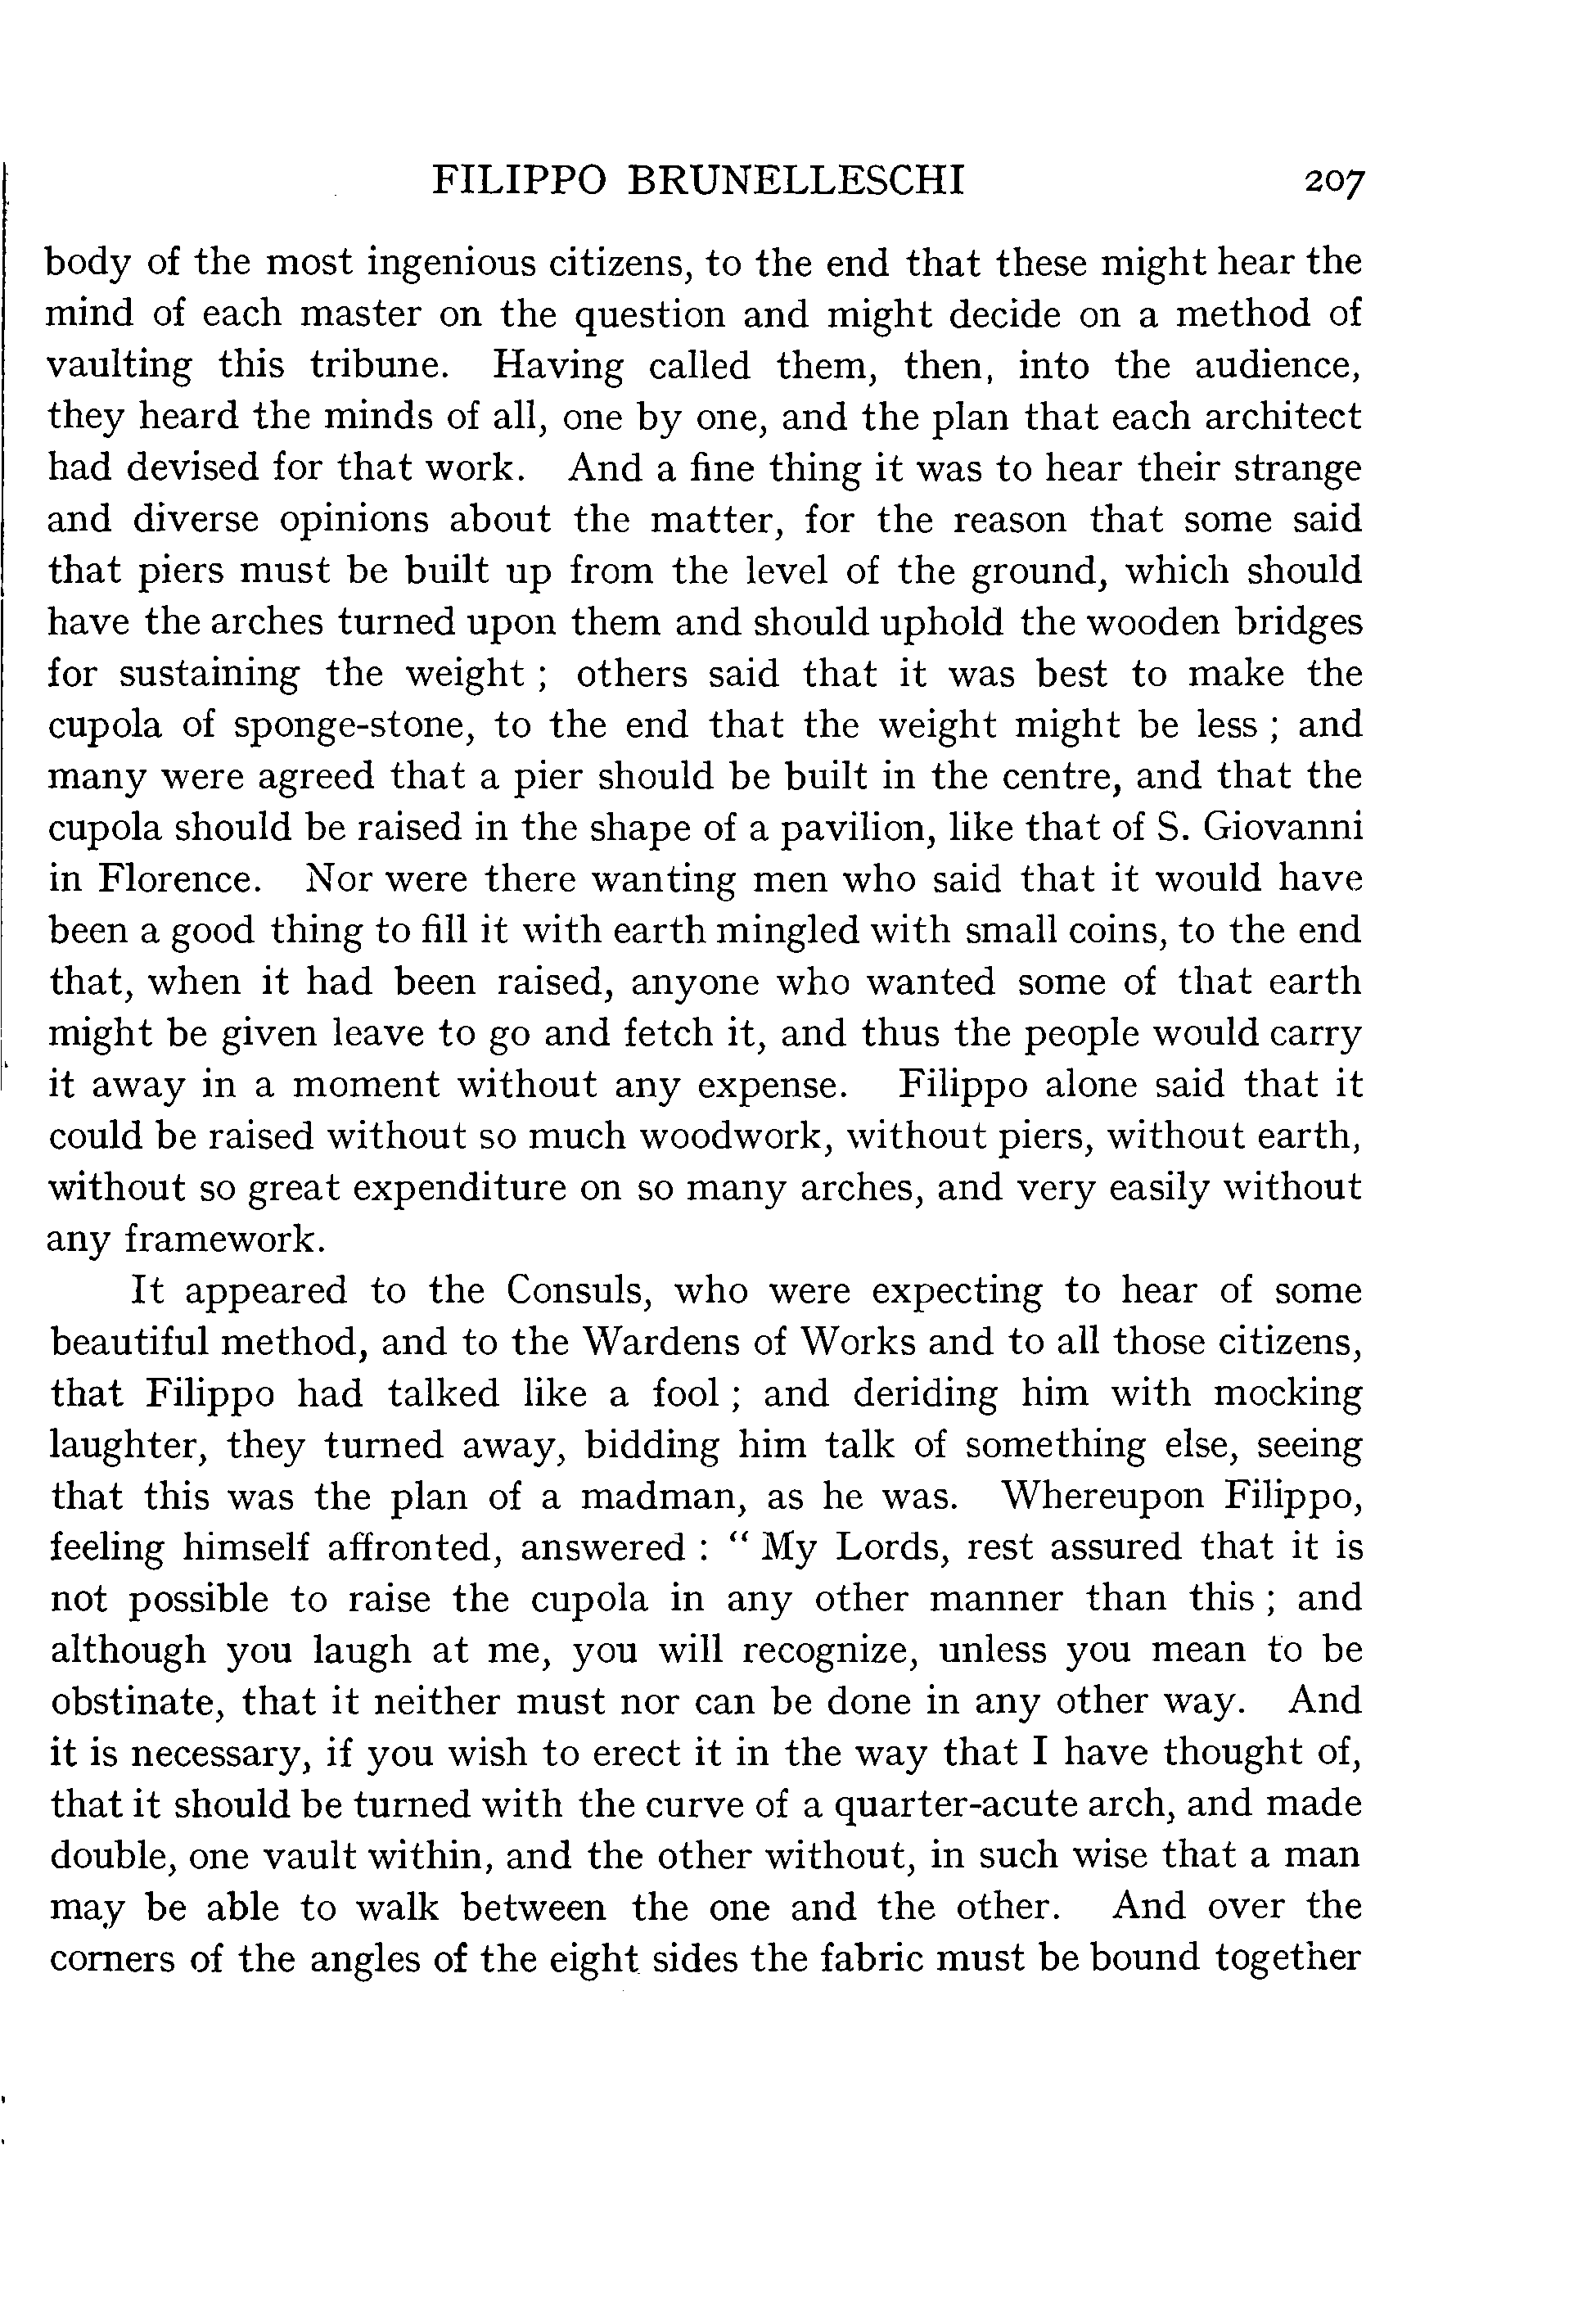 FILIPPO BRUNELLESCHI 207
body of the most ingenious citizens, to the end that these might hear the
mind of each master on the question and might decide on a method of
vaulting this tribune. Having called them, then, into the audience,
they heard the minds of all, one by one, and the plan that each architect
had devised for that work. And a fine thing it was to hear their strange
and diverse opinions about the matter, for the reason that some said
that piers must be built up from the level of the ground, which should
have the arches turned upon them and should uphold the wooden bridges
for sustaining the weight ; others said that it was best to make the
cupola of sponge-stone, to the end that the weight might be less ; and
many were agreed that a pier should be built in the centre, and that the
cupola should be raised in the shape of a pavilion, like that of S. Giovanni
in Florence. Nor were there wanting men who said that it would have
been a good thing to fill it with earth mingled with small coins, to the end
that, when it had been raised, anyone who wanted some of that earth
might be given leave to go and fetch it, and thus the people would carry
it away in a moment without any expense. Filippo alone said that it
could be raised without so much woodwork, without piers, without earth,
without so great expenditure on so many arches, and very easily without
any framework.
It appeared to the Consuls, who were expecting to hear of some
beautiful method, and to the Wardens of Works and to all those citizens,
that Filippo had talked like a fool ; and deriding him with mocking
laughter, they turned away, bidding him talk of something else, seeing
that this was the plan of a madman, as he was. Whereupon Filippo,
feeling himself affronted, answered : “ My Lords, rest assured that it is
not possible to raise the cupola in any other manner than this ; and
although you laugh at me, you will recognize, unless you mean to be
obstinate, that it neither must nor can be done in any other way. And
it is necessary, if you wish to erect it in the way that I have thought of,
that it should be turned with the curve of a quarter-acute arch, and made
double, one vault within, and the other without, in such wise that a man
may be able to walk between the one and the other. And over the
corners of the angles of the eight sides the fabric must be bound together